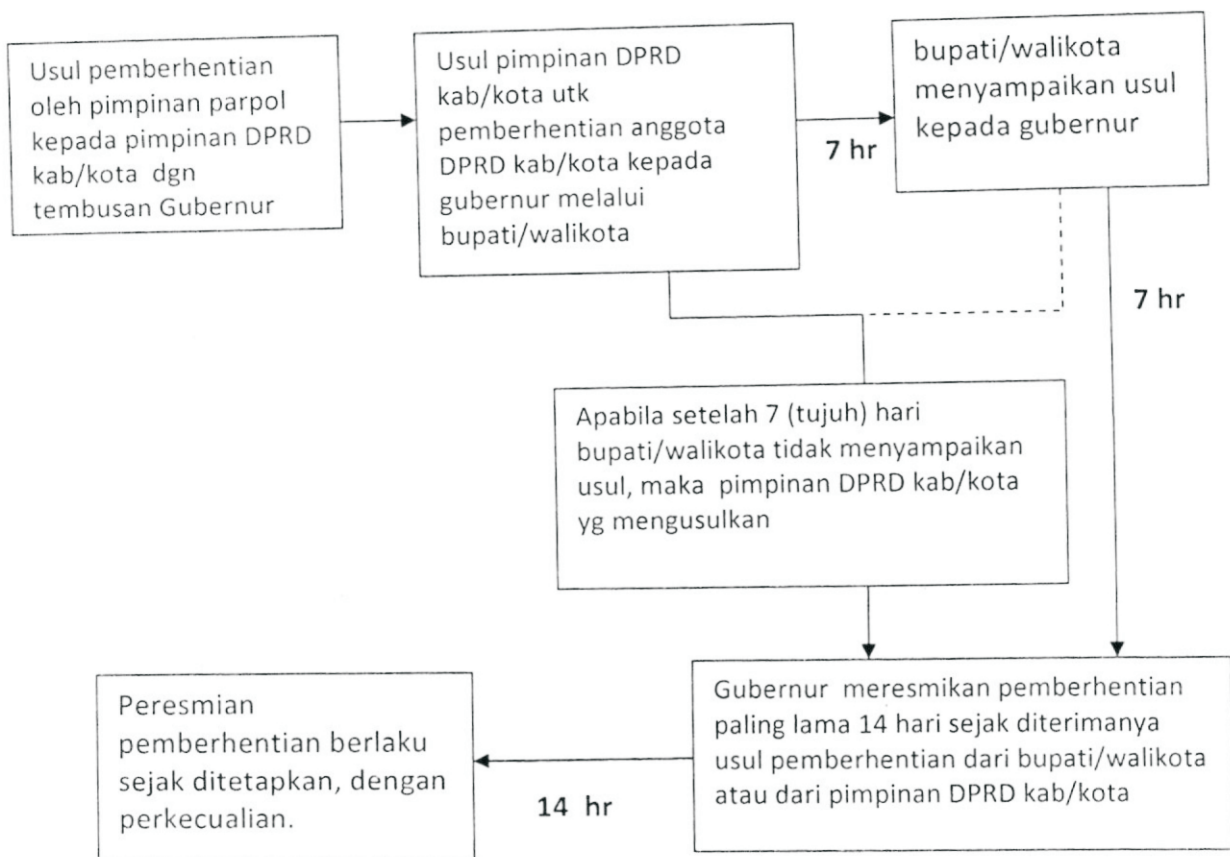 Usul pemberhentian
oleh pimpinan parpol
kepada pimpinan DPRD
kab/kota dgn
tembusan Gubernur
Usul pimpinan DPRD
kab/kota utk
pemberhentian anggota
DPRD kab/kota kepada
gubernur melalui
bupati/walikota
7 hr
bupati/walikota
menyampaikan usul
kepada gubernur
7 hr
Apabila setelah 7 (tujuh) hari
bupati/walikota tidak menyampaikan
usul, maka pimpinan DPRD kab/kota
yg mengusulkan
Gubernur meresmikan pemberhentian
paling lama 14 hari sejak diterimanya
usul pemberhentian dari bupati/walikota
atau dari pimpinan DPRD kab/kota
14 hr
Peresmian
pemberhentian berlaku
sejak ditetapkan, dengan
perkecualian.